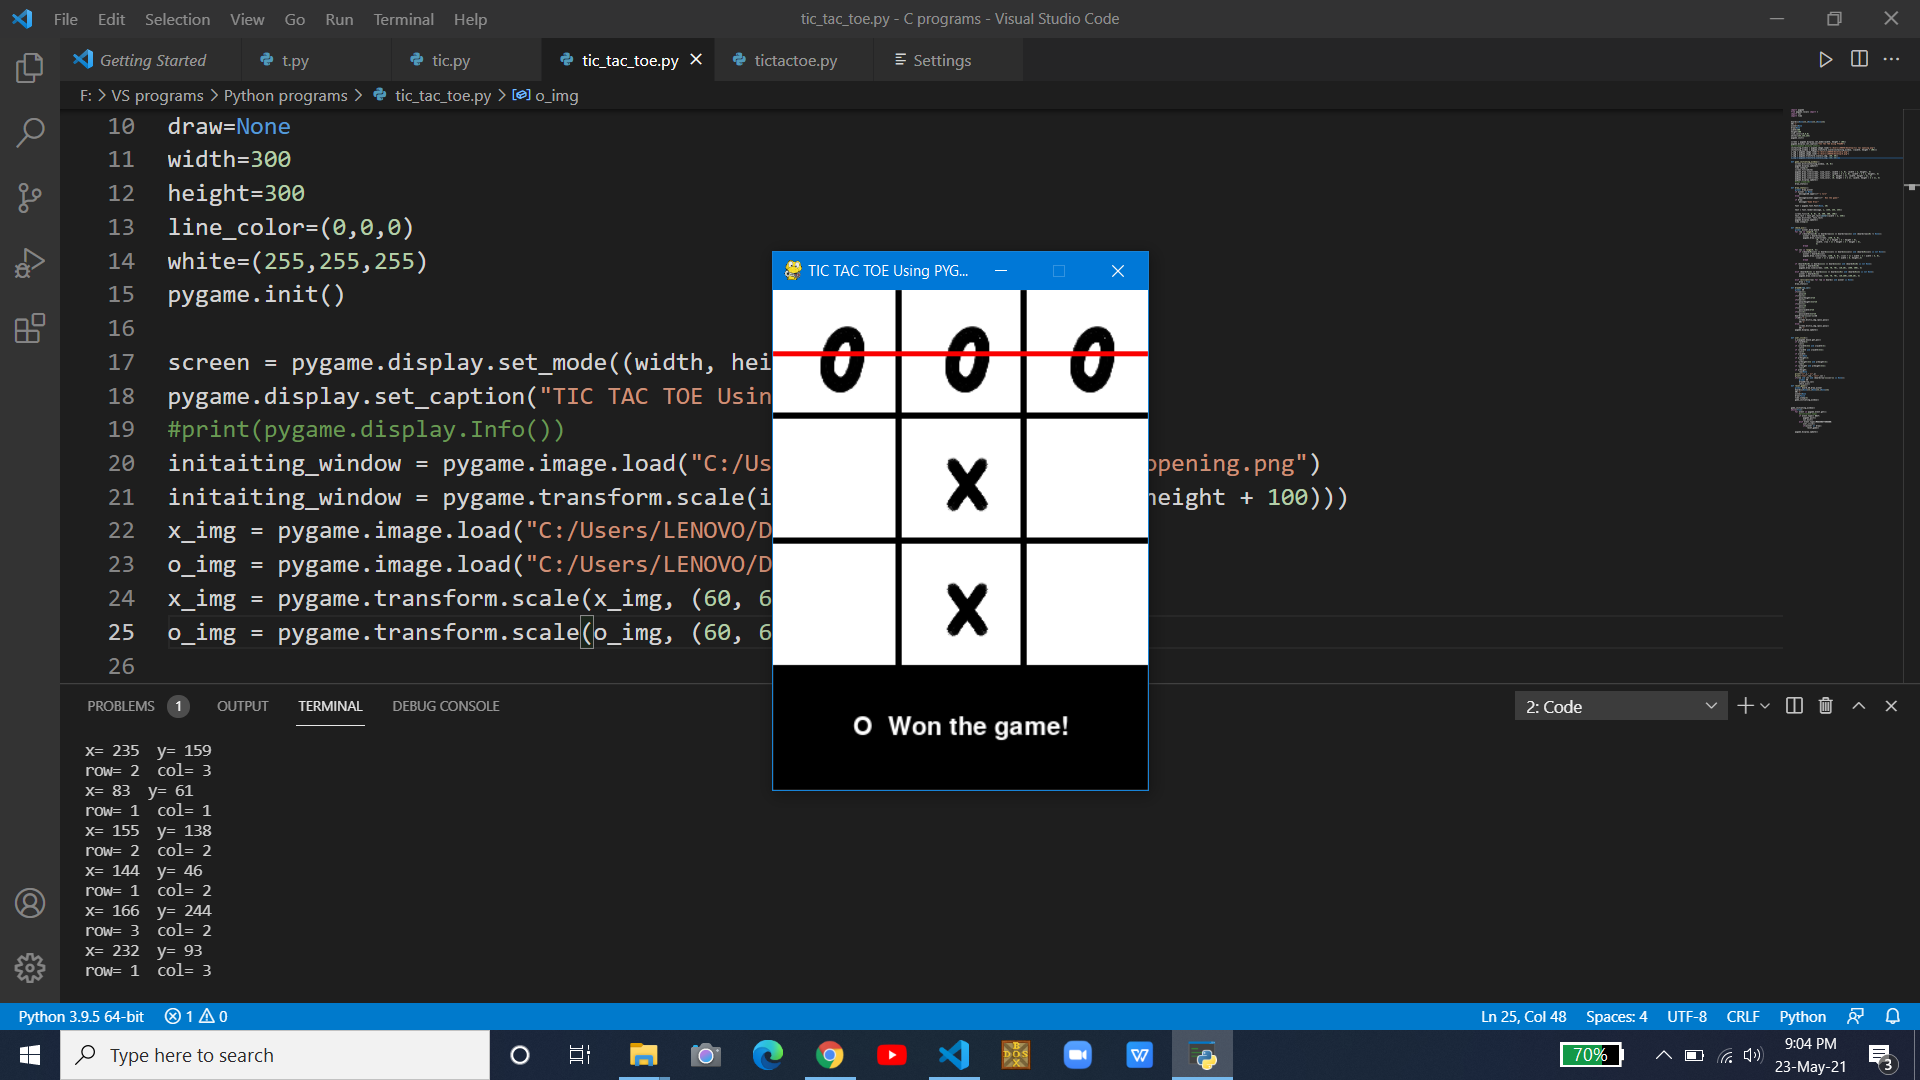 File Edit Selection View Go Run Terminal Help
tic_tac_toe.py - C programs - Visual Studio Code
Getting Started t.py tic.py tic_tac_toe.py tictactoe.py Settings
F: > VS programs > Python programs > tic_tac_toe.py > o_img
10 draw=None
11 width=300
12 height=300
13 line_color=(0,0,0)
14 white=(255,255,255)
15 pygame.init()
16
17 screen = pygame.display.set_mode((width, hei
18 pygame.display.set_caption("TIC TAC TOE Usin
19 #print(pygame.display.Info())
20 initaiting_window = pygame.image.load("C:/Us opening.png")
21 initaiting_window = pygame.transform.scale(i height + 100)))
22 x_img = pygame.image.load("C:/Users/LENOVO/D
23 o_img = pygame.image.load("C:/Users/LENOVO/D
24 x_img = pygame.transform.scale(x_img, (60, 6
25 o_img = pygame.transform.scale(o_img, (60, 6
26
TIC TAC TOE Using PYG...
O O O
X
X
O Won the game!
PROBLEMS 1 OUTPUT TERMINAL DEBUG CONSOLE
2: Code
x= 235 y= 159
row= 2 col= 3
x= 83 y= 61
row= 1 col= 1
x= 155 y= 138
row= 2 col= 2
x= 144 y= 46
row= 1 col= 2
x= 166 y= 244
row= 3 col= 2
x= 232 y= 93
row= 1 col= 3
Python 3.9.5 64-bit 1 0
Ln 25, Col 48 Spaces: 4 UTF-8 CRLF Python
Type here to search
DOS
W
70%
9:04 PM
23-May-21
3